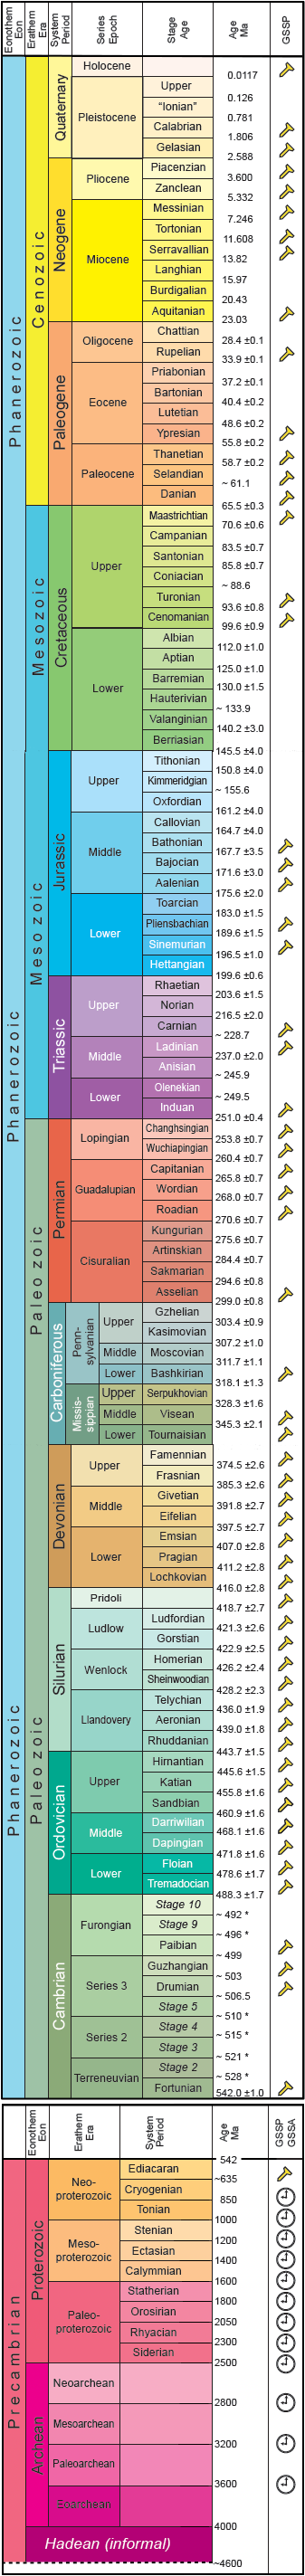 Eonothem
Eon
Erathem
Era
System
Period
Series
Epoch
Stage
Age
Age
Ma
GSSP
Phanerozoic
Cenozoic
Quaternary
Holocene
0.0117
Pleistocene
Upper
0.126
"Ionian"
0.781
Calabrian
1.806
Gelasian
2.588
Neogene
Pliocene
Piacenzian
3.600
Zanclean
5.332
Miocene
Messinian
7.246
Tortonian
11.608
Serravallian
13.82
Langhian
15.97
Burdigalian
20.43
Aquitanian
23.03
Paleogene
Oligocene
Chattian
28.4 ±0.1
Rupelian
33.9 ±0.1
Eocene
Priabonian
37.2 ±0.1
Bartonian
40.4 ±0.2
Lutetian
48.6 ±0.2
Ypresian
55.8 ±0.2
Paleocene
Thanetian
58.7 ±0.2
Selandian
~ 61.1
Danian
65.5 ±0.3
Mesozoic
Cretaceous
Upper
Maastrichtian
70.6 ±0.6
Campanian
83.5 ±0.7
Santonian
85.8 ±0.7
Coniacian
~ 88.6
Turonian
93.6 ±0.8
Cenomanian
99.6 ±0.9
Lower
Albian
112.0 ±1.0
Aptian
125.0 ±1.0
Barremian
130.0 ±1.5
Hauterivian
~ 133.9
Valanginian
140.2 ±3.0
Berriasian
145.5 ±4.0
Phanerozoic
Mesozoic
Jurassic
Upper
Tithonian
150.8 ±4.0
Kimmeridgian
~ 155.6
Oxfordian
161.2 ±4.0
Middle
Callovian
164.7 ±4.0
Bathonian
167.7 ±3.5
Bajocian
171.6 ±3.0
Aalenian
175.6 ±2.0
Lower
Toarcian
183.0 ±1.5
Pliensbachian
189.6 ±1.5
Sinemurian
196.5 ±1.0
Hettangian
199.6 ±0.6
Triassic
Upper
Rhaetian
203.6 ±1.5
Norian
216.5 ±2.0
Carnian
~ 228.7
Middle
Ladinian
237.0 ±2.0
Anisian
~ 245.9
Lower
Olenekian
~ 249.5
Induan
251.0 ±0.4
Paleozoic
Permian
Lopingian
Changhsingian
253.8 ±0.7
Wuchiapingian
260.4 ±0.7
Guadalupian
Capitanian
265.8 ±0.7
Wordian
268.0 ±0.7
Roadian
270.6 ±0.7
Cisuralian
Kungurian
275.6 ±0.7
Artinskian
284.4 ±0.7
Sakmarian
294.6 ±0.8
Asselian
299.0 ±0.8
Carboniferous
Penn-
sylvanian
Upper
Gzhelian
303.4 ±0.9
Kasimovian
307.2 ±1.0
Middle
Moscovian
311.7 ±1.1
Lower
Bashkirian
318.1 ±1.3
Missis-
sippian
Upper
Serpukhovian
328.3 ±1.6
Middle
Visean
345.3 ±2.1
Lower
Tournaisian
Phanerozoic
Paleozoic
Devonian
Upper
Famennian
374.5 ±2.6
Frasnian
385.3 ±2.6
Middle
Givetian
391.8 ±2.7
Eifelian
397.5 ±2.7
Lower
Emsian
407.0 ±2.8
Pragian
411.2 ±2.8
Lochkovian
416.0 ±2.8
Silurian
Pridoli
418.7 ±2.7
Ludlow
Ludfordian
421.3 ±2.6
Gorstian
422.9 ±2.5
Wenlock
Homerian
426.2 ±2.4
Sheinwoodian
428.2 ±2.3
Llandovery
Telychian
436.0 ±1.9
Aeronian
439.0 ±1.8
Rhuddanian
443.7 ±1.5
Ordovician
Upper
Hirnantian
445.6 ±1.5
Katian
455.8 ±1.6
Sandbian
460.9 ±1.6
Middle
Darriwilian
468.1 ±1.6
Dapingian
471.8 ±1.6
Lower
Floian
478.6 ±1.7
Tremadocian
488.3 ±1.7
Cambrian
Furongian
Stage 10
~ 492 *
Stage 9
~ 496 *
Paibian
~ 499
Series 3
Guzhangian
~ 503
Drumian
~ 506.5
Stage 5
~ 510 *
Series 2
Stage 4
~ 515 *
Stage 3
~ 521 *
Terreneuvian
Stage 2
~ 528 *
Fortunian
542.0 ±1.0
Eonothem
Eon
Erathem
Era
System
Period
Age
Ma
GSSP
GSSA
542
Precambrian
Proterozoic
Neo-
proterozoic
Ediacaran
~635
Cryogenian
850
Tonian
1000
Meso-
proterozoic
Stenian
1200
Ectasian
1400
Calymmian
1600
Paleo-
proterozoic
Statherian
1800
Orosirian
2050
Rhyacian
2300
Siderian
2500
Archean
Neoarchean
2800
Mesoarchean
3200
Paleoarchean
3600
Eoarchean
4000
Hadean (informal)
~4600